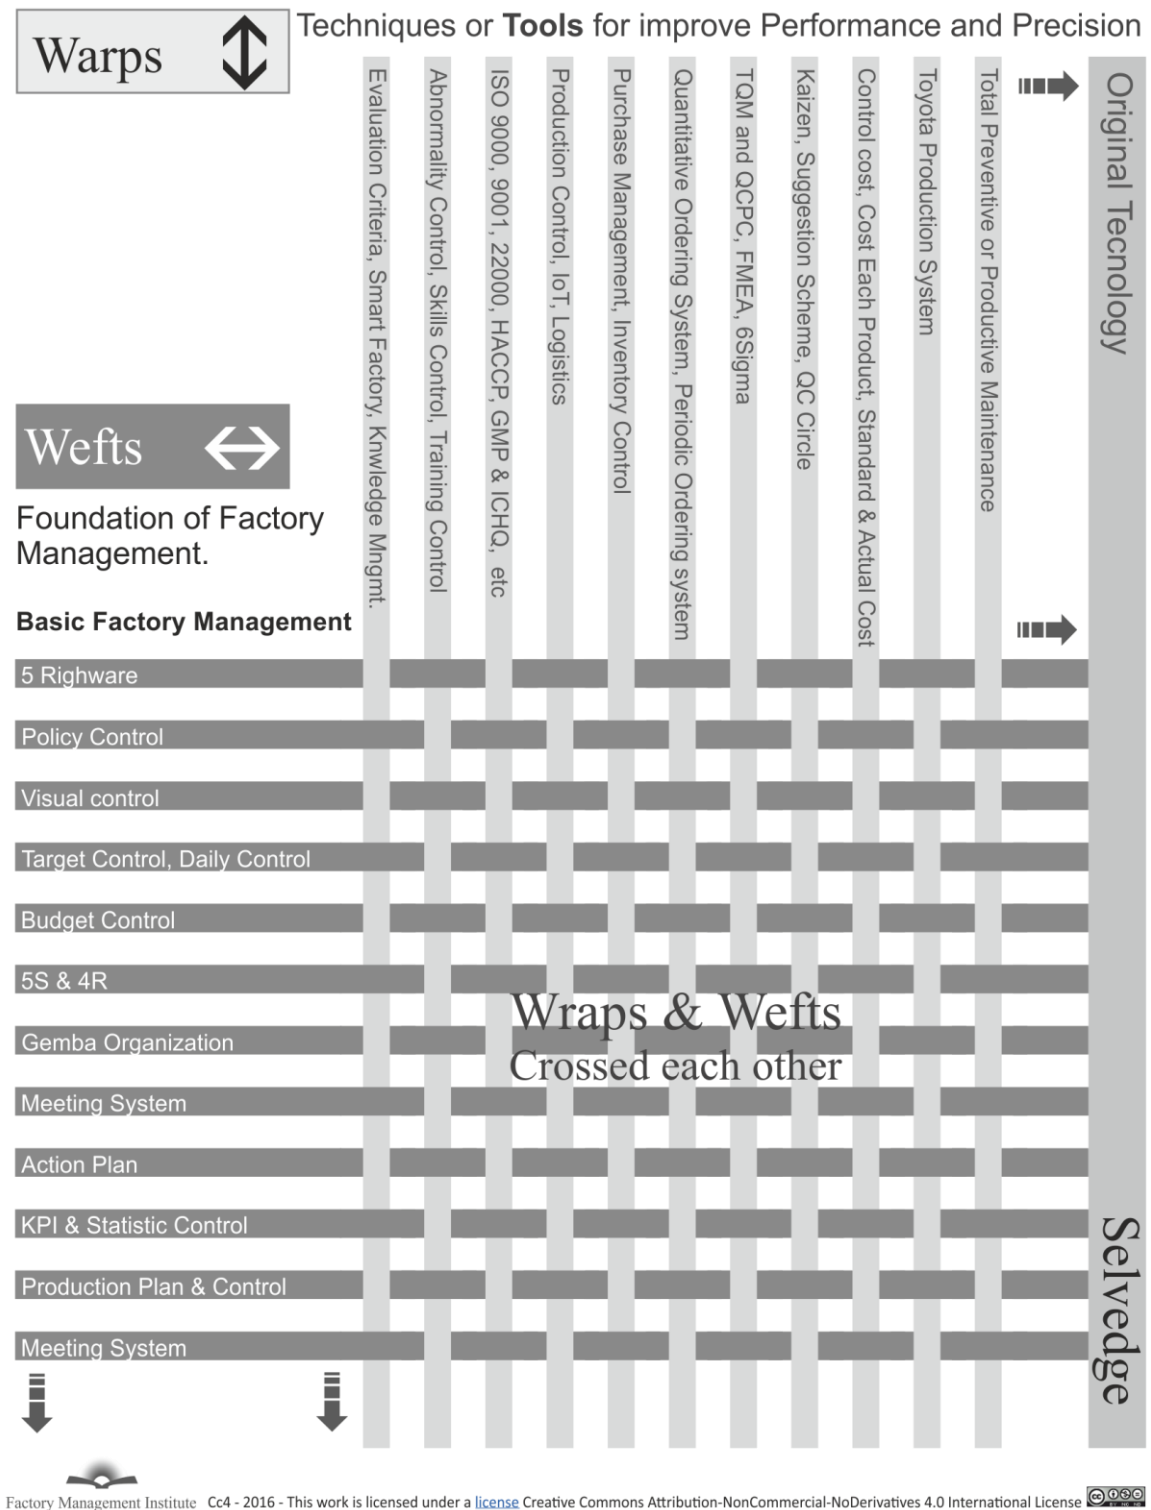 Warps
Techniques or Tools for improve Performance and Precision
Evaluation Criteria, Smart Factory, Knwledge Mngmt.
Abnormality Control, Skills Control, Training Control
ISO 9000, 9001, 22000, HACCP, GMP & ICHQ, etc
Production Control, IoT, Logistics
Purchase Management, Inventory Control
Quantitative Ordering System, Periodic Ordering system
TQM and QCPC, FMEA, 6Sigma
Kaizen, Suggestion Scheme, QC Circle
Control cost, Cost Each Product, Standard & Actual Cost
Toyota Production System
Total Preventive or Productive Maintenance
Original Tecnology
Wefts
Foundation of Factory
Management.
Basic Factory Management
5 Righware
Policy Control
Visual control
Target Control, Daily Control
Budget Control
5S & 4R
Wraps & Wefts
Gemba Organization
Crossed each other
Meeting System
Action Plan
KPI & Statistic Control
Production Plan & Control
Meeting System
Selvedge
Factory Management Institute Cc4 - 2016 - This work is licensed under a license Creative Commons Attribution-NonCommercial-NoDerivatives 4.0 International License